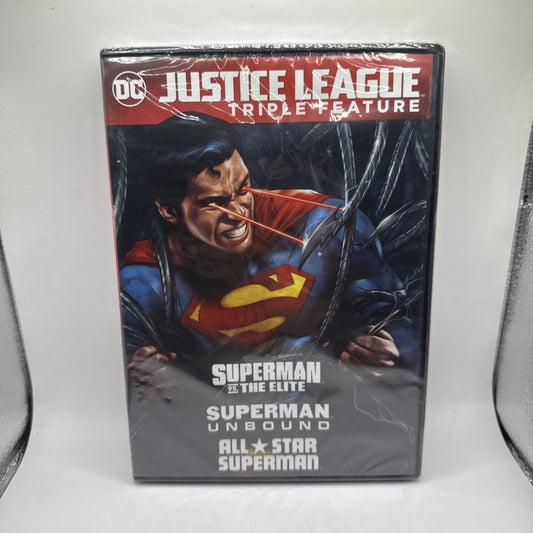 DC JUSTICE LEAGUE
TRIPLE FEATURE
SUPERMAN
VS. THE ELITE
SUPERMAN
UNBOUND
ALL★STAR
SUPERMAN